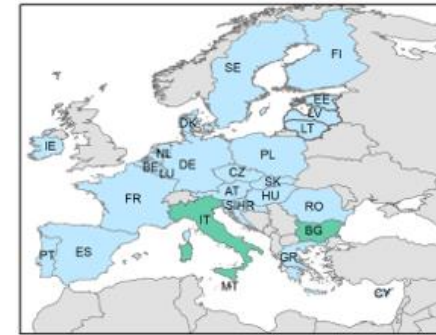 FI
SE
EE
LV
DK
LT
IE
NL
PL
BE
DE
LU
CZ
SK
AT
HU
FR
SI
HR
RO
IT
BG
PT
ES
GR
MT
CY